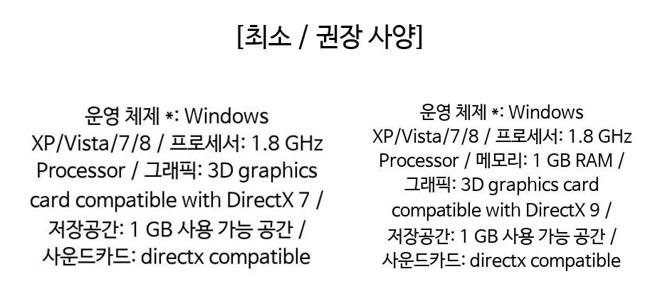 [최소 / 권장 사양]
운영 체제 *: Windows
XP/Vista/7/8 / 프로세서: 1.8 GHz
Processor / 그래픽: 3D graphics
card compatible with DirectX 7 /
저장공간: 1 GB 사용 가능 공간 /
사운드카드: directx compatible
운영 체제 *: Windows
XP/Vista/7/8 / 프로세서: 1.8 GHz
Processor / 메모리: 1 GB RAM /
그래픽: 3D graphics card
compatible with DirectX 9 /
저장공간: 1 GB 사용 가능 공간 /
사운드카드: directx compatible